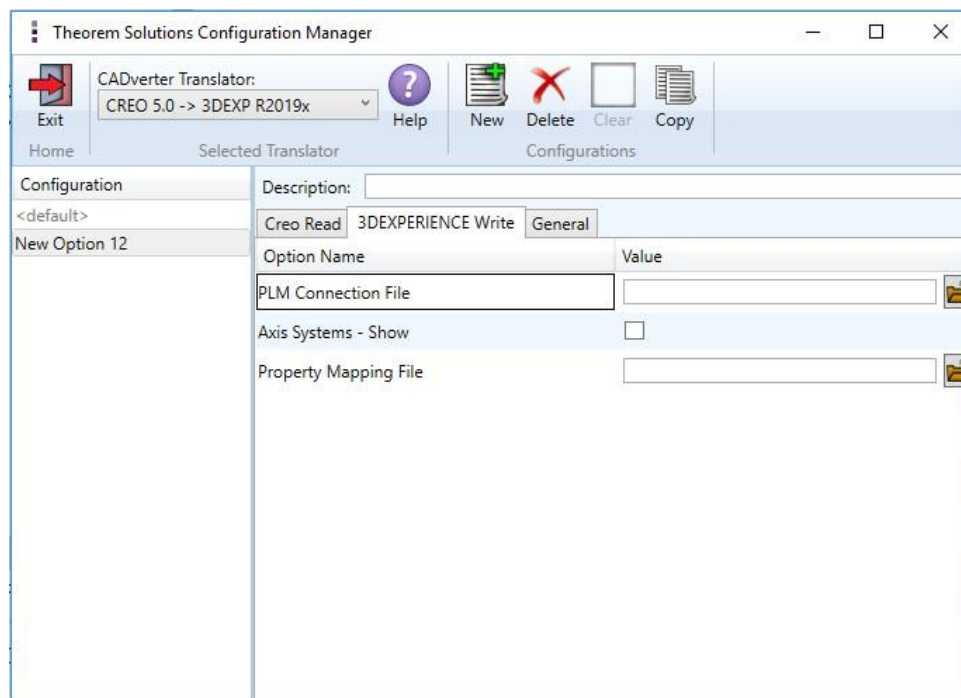 Theorem Solutions Configuration Manager
CADverter Translator:
CREO 5.0 -> 3DEXP R2019x
Exit
Help
New
Delete
Clear
Copy
Home
Selected Translator
Configurations
Configuration
Description:
<default>
Creo Read
3DEXPERIENCE Write
General
New Option 12
Option Name
Value
PLM Connection File
Axis Systems - Show
Property Mapping File